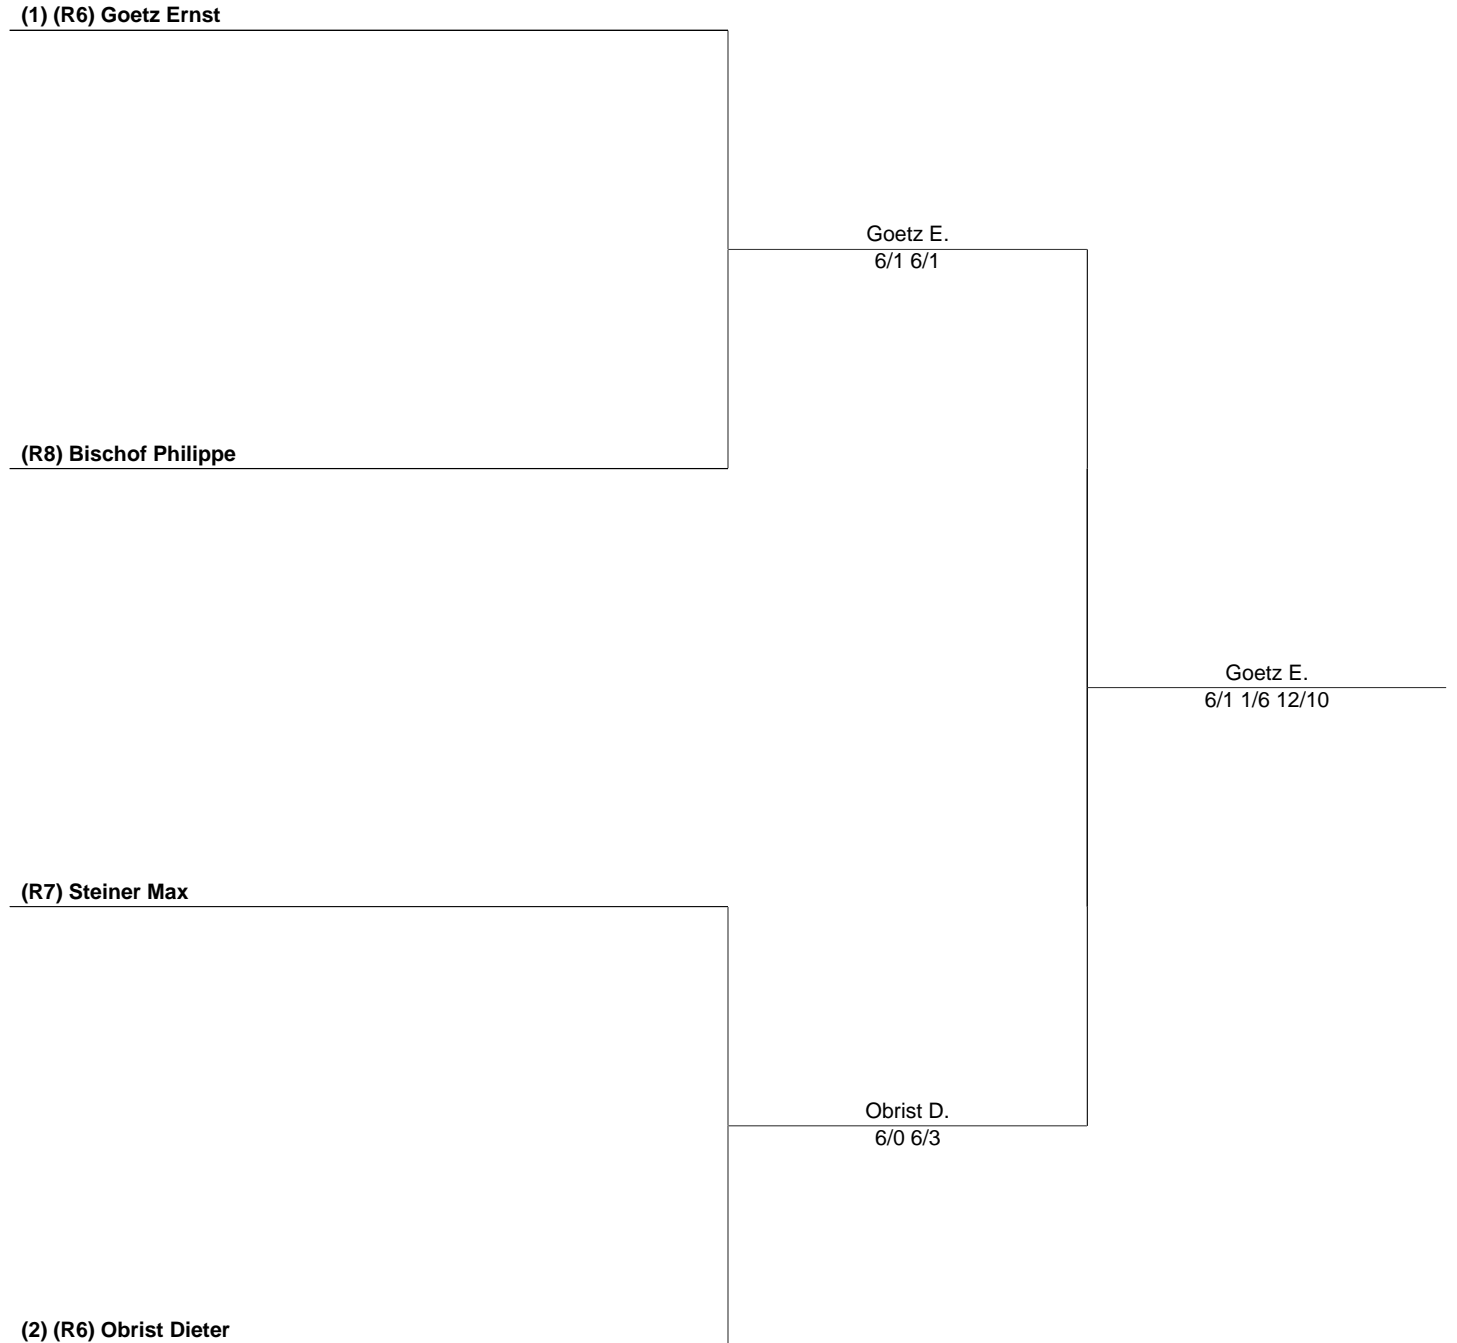 (1) (R6) Goetz Ernst
Goetz E.
6/1 6/1
(R8) Bischof Philippe
Goetz E.
6/1 1/6 12/10
(R7) Steiner Max
Obrist D.
6/0 6/3
(2) (R6) Obrist Dieter